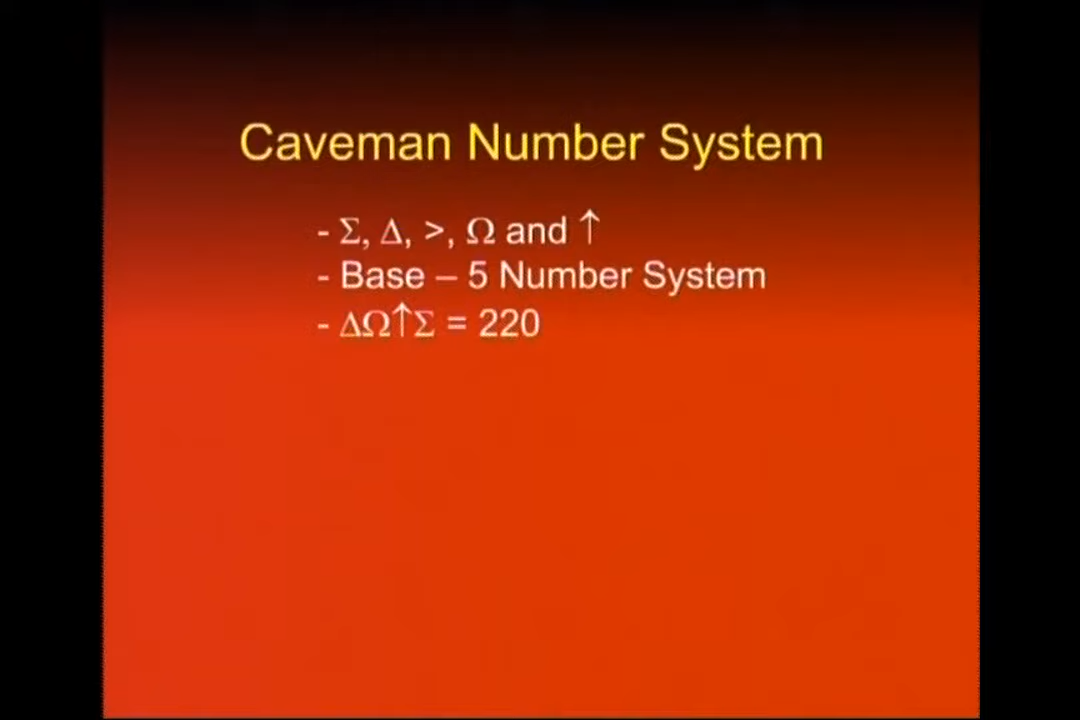 Caveman Number System
- Σ, Δ, >, Ω and ↑
- Base – 5 Number System
- ΔΩ↑Σ = 220